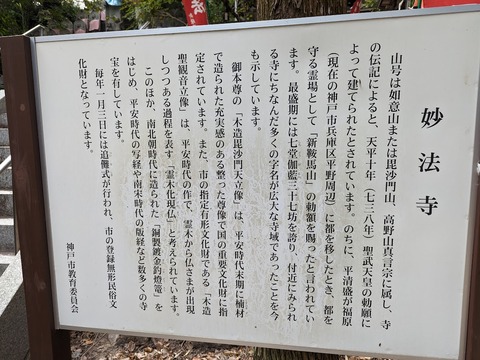 妙法寺
山号は如意山または毘沙門山、高野山真言宗に属し、寺
の伝記によると、天平十年（七三八年）聖武天皇の勅願に
よって建てられたとされています。のちに、平清盛が福原
（現在の神戸市兵庫区平野周辺）に都を移したとき、都を
守る霊場として「新鞍馬山」の勅額を賜ったと言われてい
ます。最盛期には七堂伽藍三十七坊を誇り、付近にみられ
る寺にちなんだ多くの字名が広大な寺域であったことを今
も示しています。
御本尊の「木造毘沙門天立像」は、平安時代末期に楠材
で造られた充実感のある整った尊像で国の重要文化財に指
定されています。また、市の指定有形文化財である「木造
聖観音立像」は、平安時代の作で、霊木から仏さまが出現
しつつある過程を表す「霊木化現仏」と考えられています。
このほか、南北朝時代に造られた「銅製鍍金釣燈篭」を
はじめ、平安時代の写経や南宋時代の版経など数多くの寺
宝を有しています。
毎年一月三日には追儺式が行われ、市の登録無形民俗文
化財となっています。
神戸市教育委員会